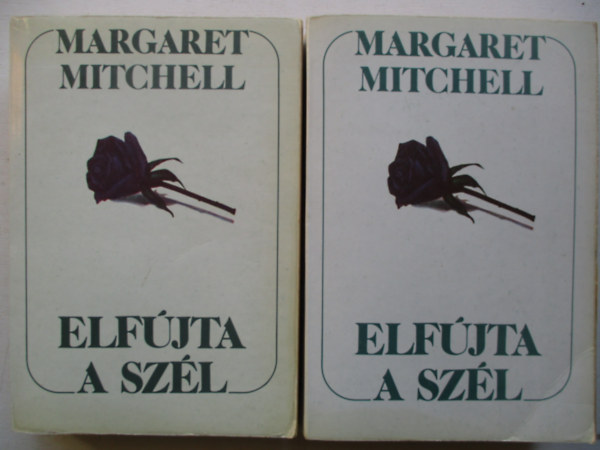 MARGARET
MITCHELL
ELFÚJTA
A SZÉL
MARGARET
MITCHELL
ELFÚJTA
A SZÉL